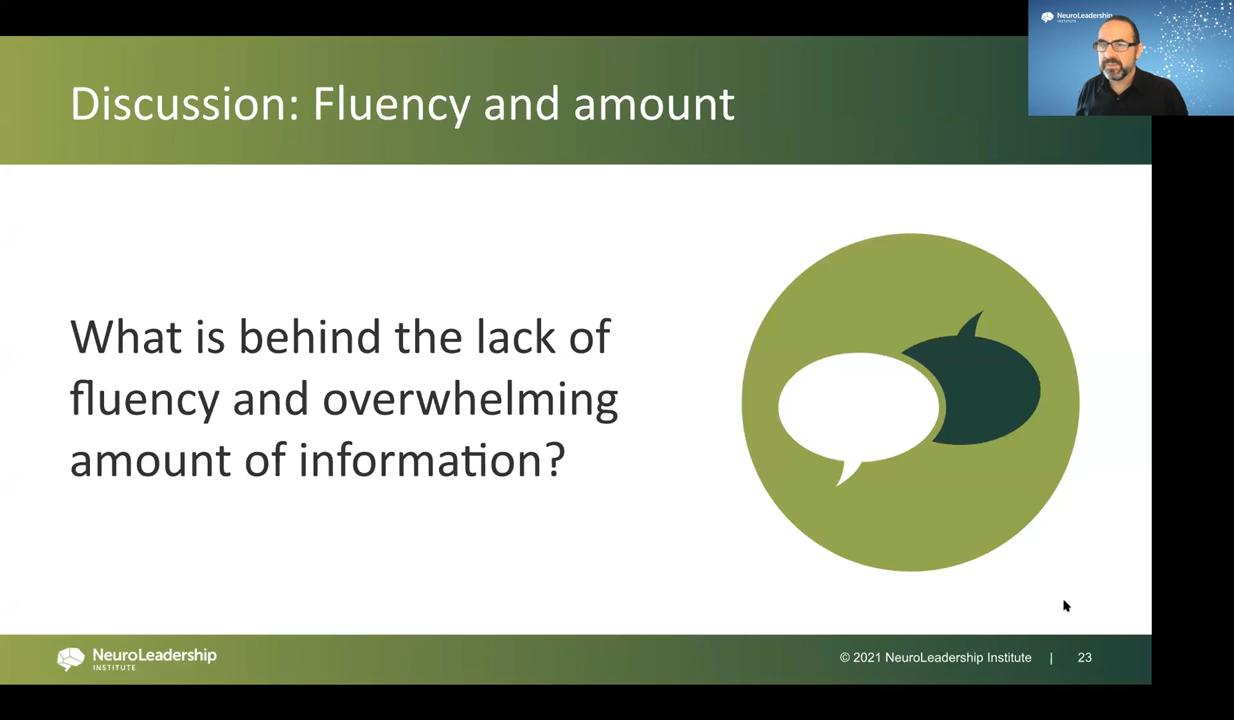 NeuroLeadership
INSTITUTE
Discussion: Fluency and amount
What is behind the lack of
fluency and overwhelming
amount of information?
NeuroLeadership
INSTITUTE
© 2021 NeuroLeadership Institute | 23